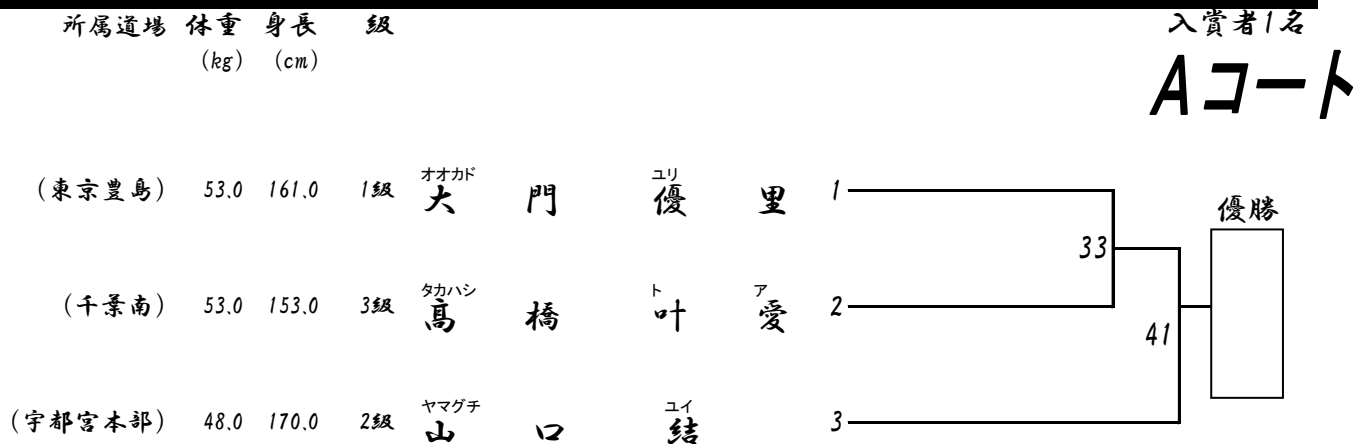 所属道場 体重 身長 級 入賞者1名
(kg) (cm)
Aコート
オオカド ユリ
(東京豊島) 53.0 161.0 1級 大門 優里 1
優勝
33
タカハシ ト ア
(千葉南) 53.0 153.0 3級 髙橋 叶愛 2
41
ヤマグチ ユイ
(宇都宮本部) 48.0 170.0 2級 山口 結 3